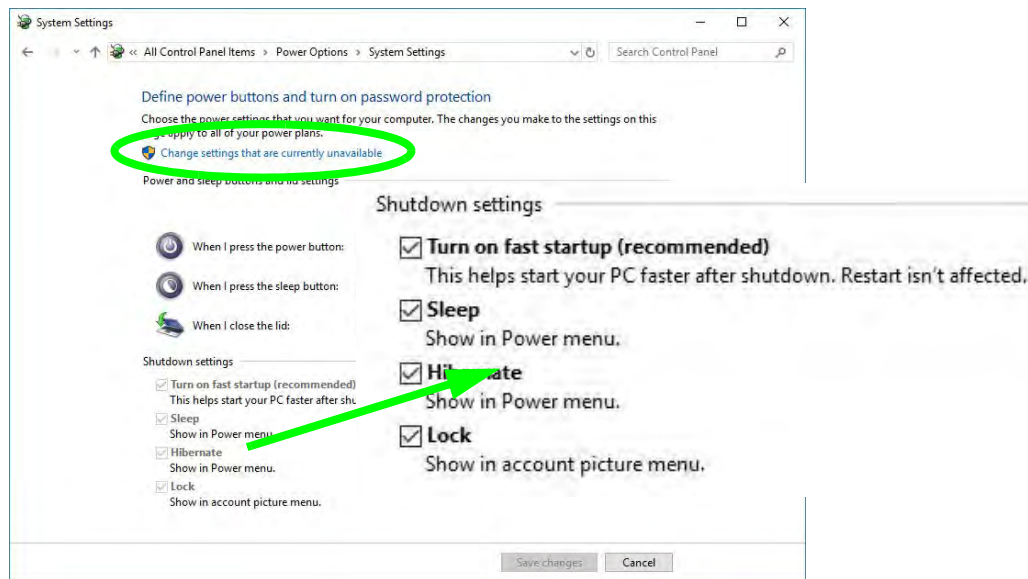 System Settings
« All Control Panel Items > Power Options > System Settings
Search Control Panel
Define power buttons and turn on password protection
Choose the power settings that you want for your computer. The changes you make to the settings on this
apply to all of your power plans.
Change settings that are currently unavailable
Power and sleep buttons and lid settings
When I press the power button:
When I press the sleep button:
When I close the lid:
Shutdown settings
Turn on fast startup (recommended)
This helps start your PC faster after shu
Sleep
Show in Power menu.
Hibernate
Show in Power menu.
Lock
Show in account picture menu.
Shutdown settings
Turn on fast startup (recommended)
This helps start your PC faster after shutdown. Restart isn't affected.
Sleep
Show in Power menu.
Hibernate
Show in Power menu.
Lock
Show in account picture menu.
Save changes
Cancel